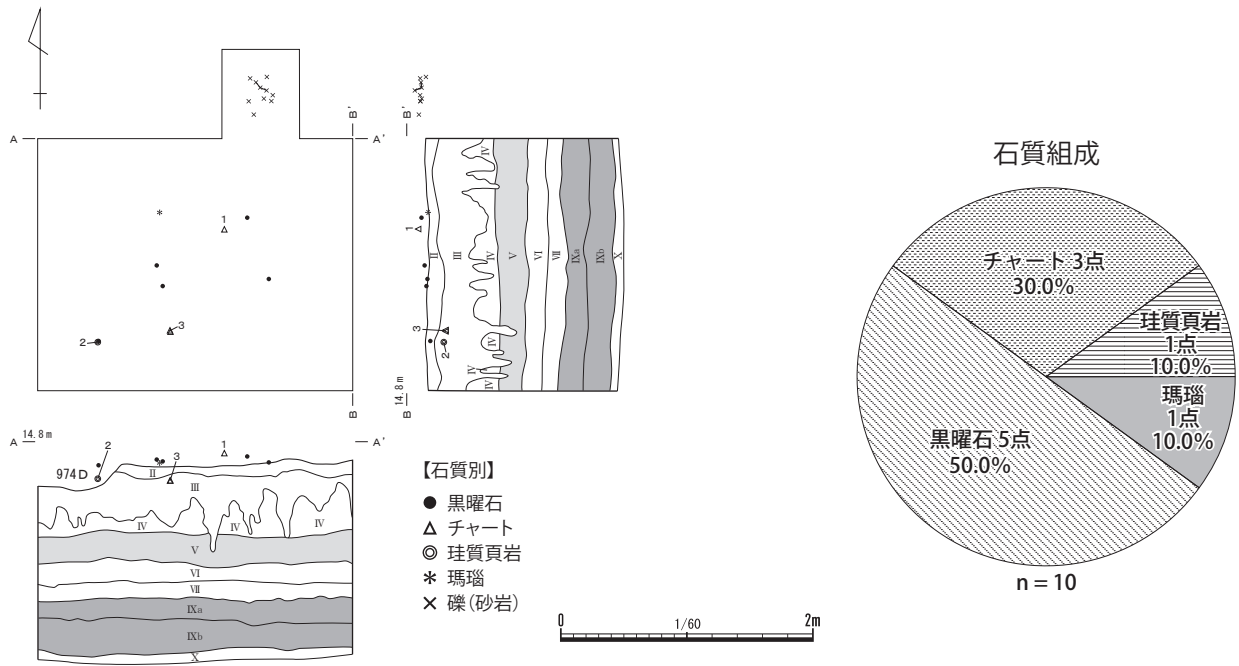 A
A'
B'
B
1
2
3
B'
14.8m
B
1
3
2
Ⅱ
Ⅲ
Ⅳ
Ⅳ
Ⅳ
Ⅳ
Ⅳ
Ⅴ
Ⅵ
Ⅶ
Ⅸa
Ⅸb
Ⅹ
A 14.8m
A'
2
3
1
974D
Ⅱ
Ⅲ
Ⅳ
Ⅳ
Ⅳ
Ⅴ
Ⅵ
Ⅶ
Ⅸa
Ⅸb
Ⅹ
【石質別】
● 黒曜石
△ チャート
◎ 珪質頁岩
* 瑪瑙
× 礫(砂岩)
0 1/60 2m
石質組成
チャート 3点
30.0%
珪質頁岩
1点
10.0%
瑪瑙
1点
10.0%
黒曜石 5点
50.0%
n = 10